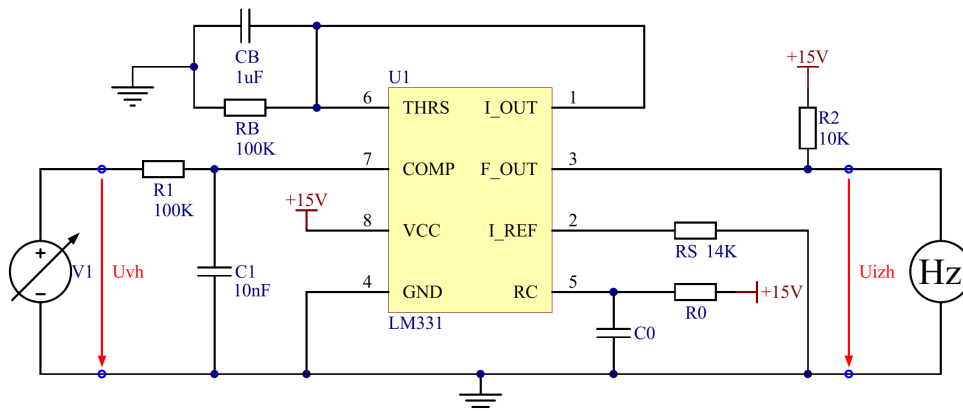 CB
1uF
U1
+15V
6
THRS
I_OUT
1
RB
100K
R2
10K
7
COMP
F_OUT
3
R1
100K
+15V
8
VCC
I_REF
2
RS 14K
V1
Uvh
C1
10nF
Uizh
Hz
4
GND
RC
5
+15V
R0
LM331
C0